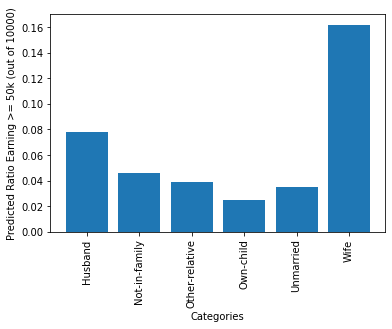 Predicted Ratio Earning >= 50k (out of 10000)
0.16
0.14
0.12
0.10
0.08
0.06
0.04
0.02
0.00
Husband
Not-in-family
Other-relative
Own-child
Unmarried
Wife
Categories